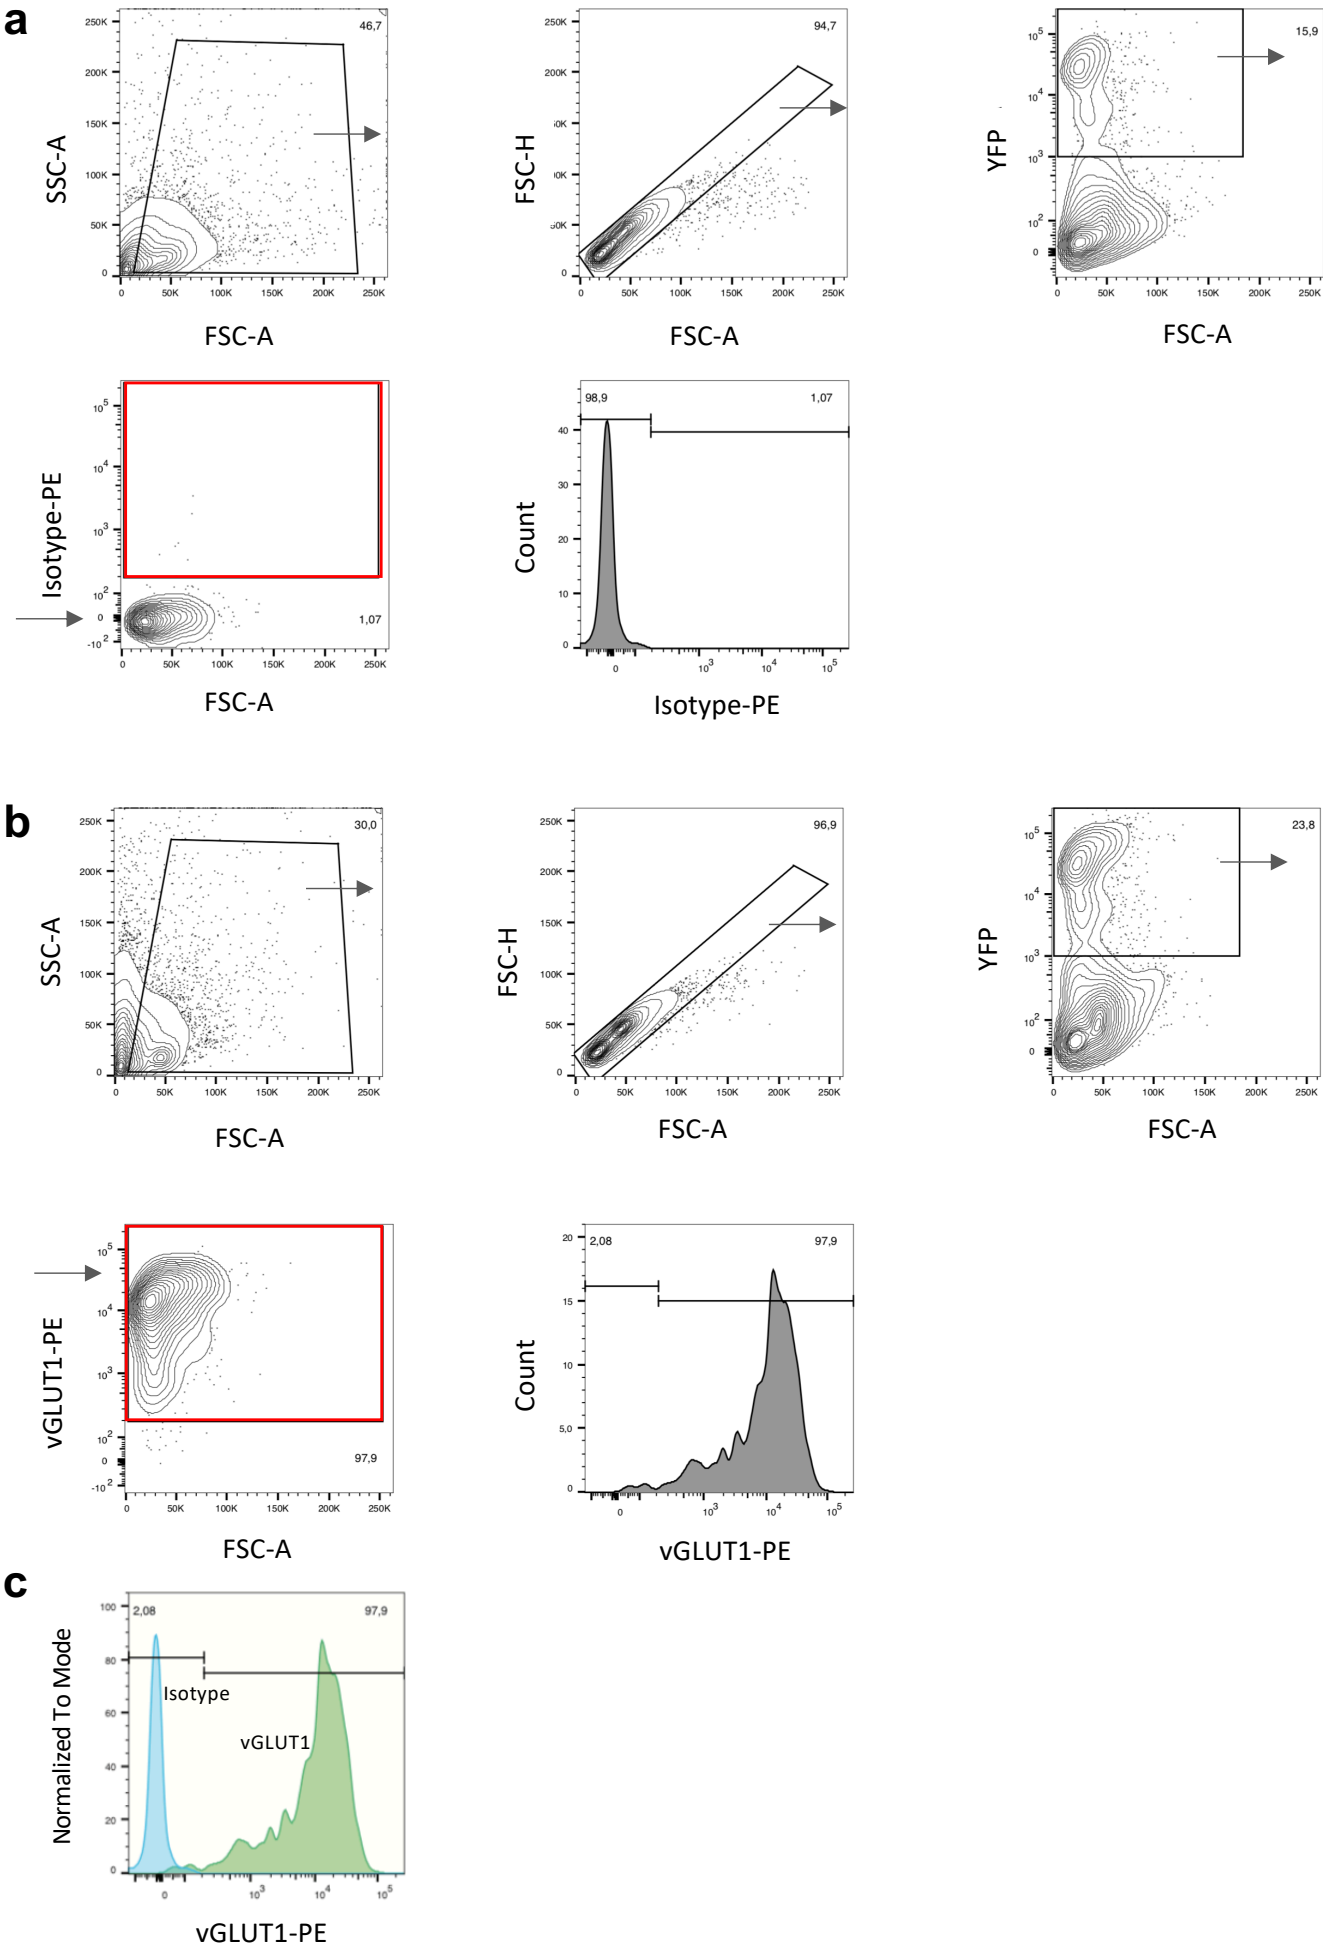 a
46,7
250K
200K
150K
100K
50K
0
SSC-A
0 50K 100K 150K 200K 250K
FSC-A
94,7
250K
200K
150K
50K
0
FSC-H
0 50K 100K 150K 200K 250K
FSC-A
15,9
10^5
10^4
10^3
10^2
0
YFP
0 50K 100K 150K 200K 250K
FSC-A
10^5
10^4
10^3
10^2
0
-10^2
Isotype-PE
1,07
0 50K 100K 150K 200K 250K
FSC-A
98,9 1,07
40
30
20
10
0
Count
0 10^3 10^4 10^5
Isotype-PE
b
30,0
250K
200K
150K
100K
50K
0
SSC-A
0 50K 100K 150K 200K 250K
FSC-A
96,9
250K
200K
150K
100K
50K
0
FSC-H
0 50K 100K 150K 200K 250K
FSC-A
23,8
10^5
10^4
10^3
10^2
0
YFP
0 50K 100K 150K 200K 250K
FSC-A
10^5
10^4
10^3
10^2
0
-10^2
vGLUT1-PE
97,9
0 50K 100K 150K 200K 250K
FSC-A
2,08 97,9
20
15
10
5,0
0
Count
0 10^3 10^4 10^5
vGLUT1-PE
c
2,08 97,9
100
80
60
40
20
0
Normalized To Mode
Isotype
vGLUT1
0 10^3 10^4 10^5
vGLUT1-PE